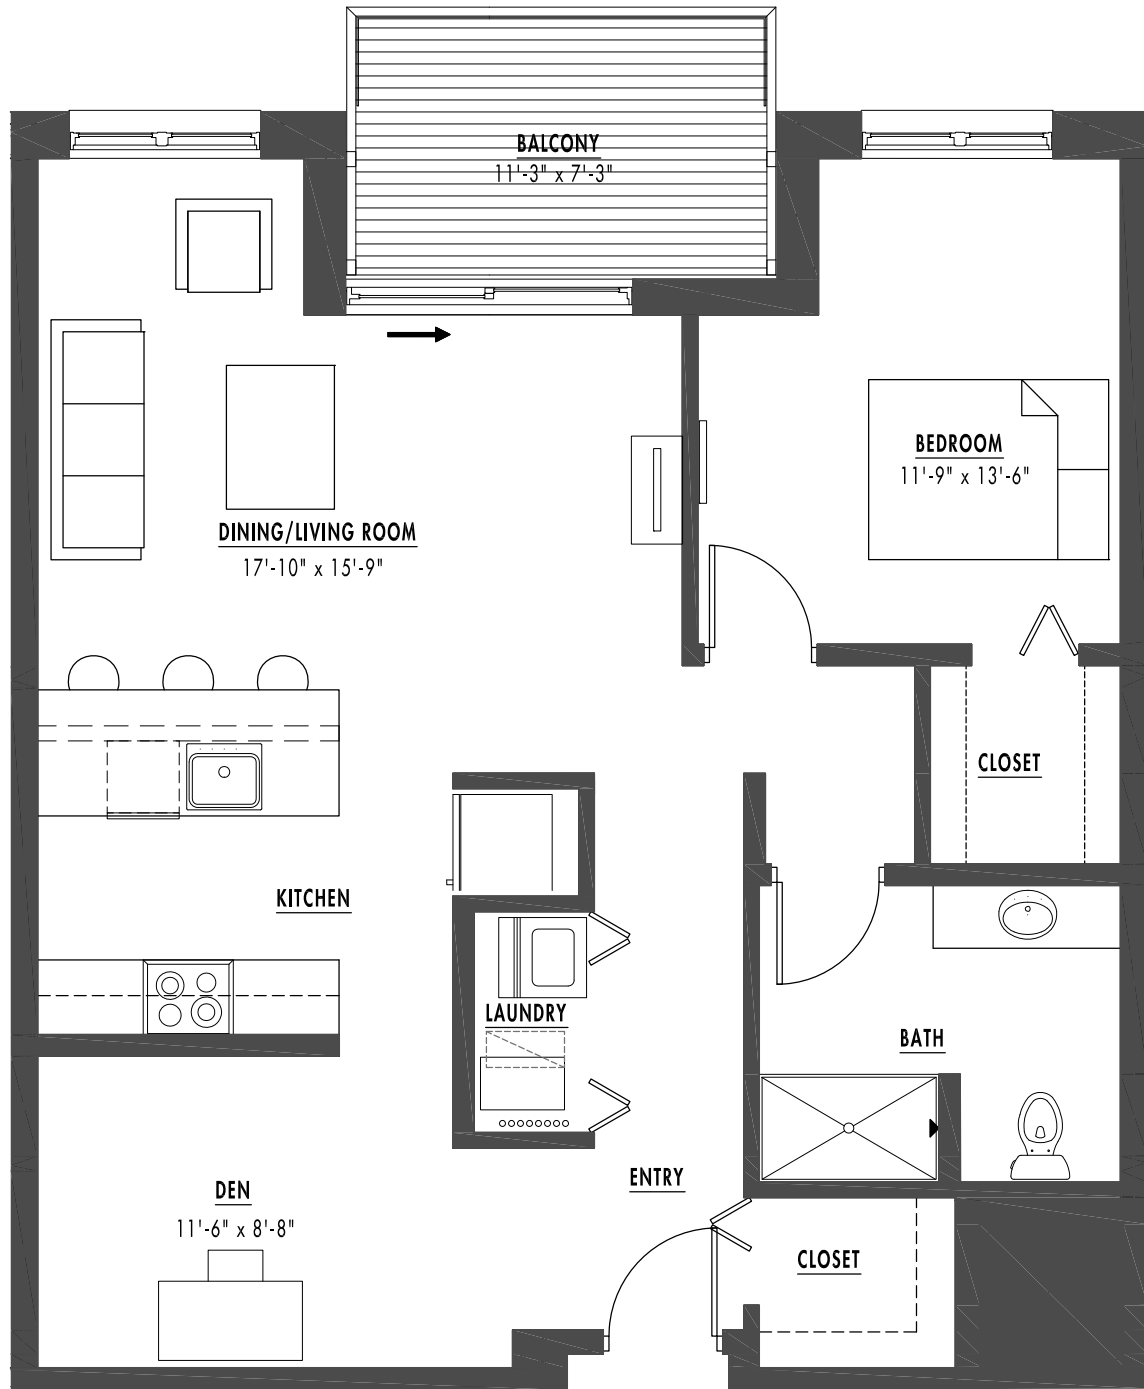 BALCONY
11'-3" x 7'-3"
BEDROOM
11'-9" x 13'-6"
DINING/LIVING ROOM
17'-10" x 15'-9"
CLOSET
KITCHEN
LAUNDRY
BATH
ENTRY
DEN
11'-6" x 8'-8"
CLOSET